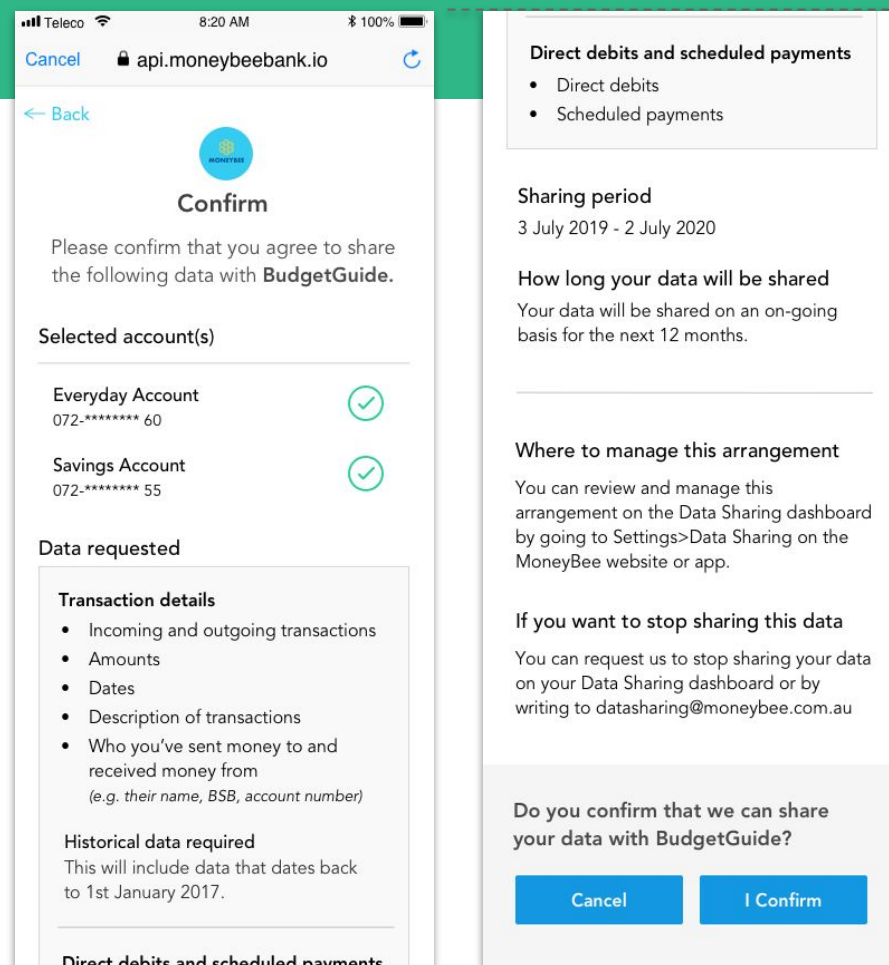 Teleco 8:20 AM 100%
Cancel api.moneybeebank.io
← Back
MONEYBEE
Confirm
Please confirm that you agree to share
the following data with BudgetGuide.
Selected account(s)
Everyday Account
072-******** 60
Savings Account
072-******** 55
Data requested
Transaction details
• Incoming and outgoing transactions
• Amounts
• Dates
• Description of transactions
• Who you've sent money to and
received money from
(e.g. their name, BSB, account number)
Historical data required
This will include data that dates back
to 1st January 2017.
Direct debits and scheduled payments
Direct debits and scheduled payments
• Direct debits
• Scheduled payments
Sharing period
3 July 2019 - 2 July 2020
How long your data will be shared
Your data will be shared on an on-going
basis for the next 12 months.
Where to manage this arrangement
You can review and manage this
arrangement on the Data Sharing dashboard
by going to Settings>Data Sharing on the
MoneyBee website or app.
If you want to stop sharing this data
You can request us to stop sharing your data
on your Data Sharing dashboard or by
writing to datasharing@moneybee.com.au
Do you confirm that we can share
your data with BudgetGuide?
Cancel I Confirm